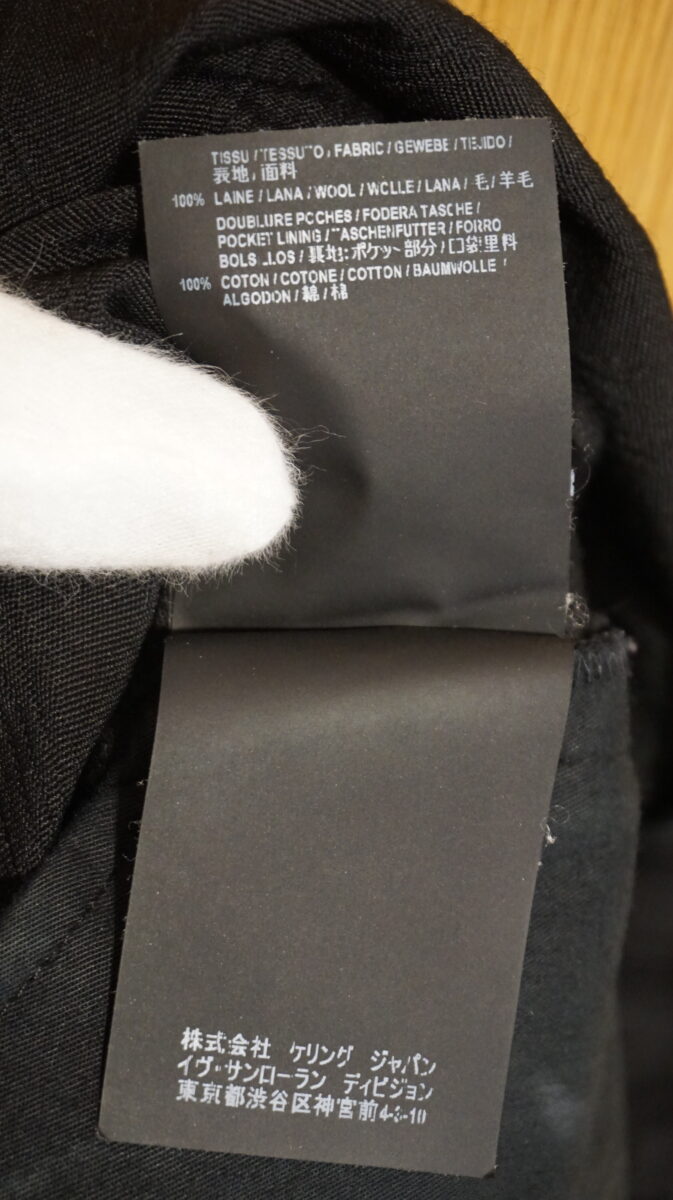 TISSU / TESSUTO / FABRIC / GEWEBE / TEJIDO /
表地 / 面料
100% LAINE / LANA / WOOL / WOLLE / LANA / 毛 / 羊毛
DOUBLURE POCHES / FODERA TASCHE /
POCKET LINING / TASCHENFUTTER / FORRO
BOLSILLOS / 裏地:ポケット部分 / 口袋里料
100% COTON / COTONE / COTTON / BAUMWOLLE /
ALGODON / 綿 / 棉
株式会社 ケリング ジャパン
イヴ・サンローラン ディビジョン
東京都渋谷区神宮前4-3-10